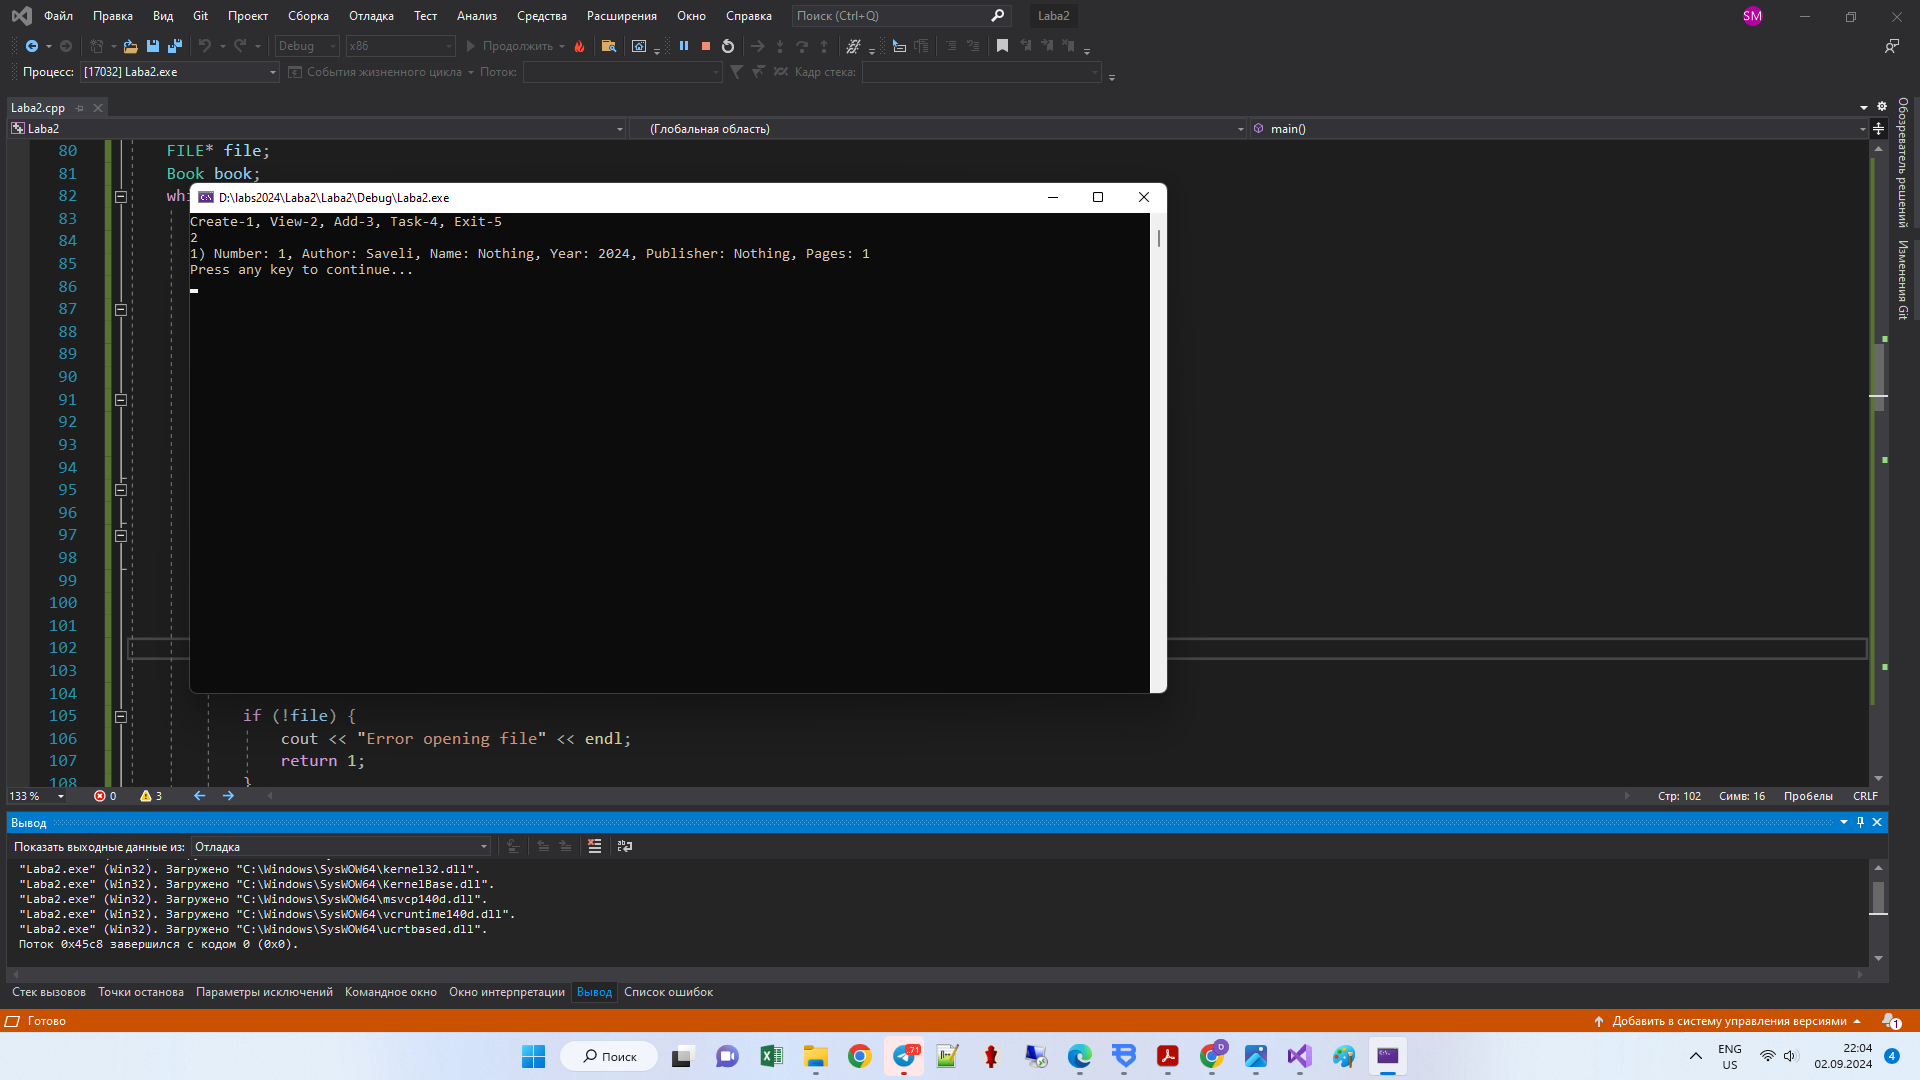 Файл Правка Вид Git Проект Сборка Отладка Тест Анализ Средства Расширения Окно Справка Поиск (Ctrl+Q) Laba2 SM
Debug x86 Продолжить
Процесс: [17032] Laba2.exe События жизненного цикла Поток: Кадр стека:
Laba2.cpp
Laba2 (Глобальная область) main()
80 FILE* file;
81 Book book;
82 whi
D:\labs2024\Laba2\Laba2\Debug\Laba2.exe
Create-1, View-2, Add-3, Task-4, Exit-5
2
1) Number: 1, Author: Saveli, Name: Nothing, Year: 2024, Publisher: Nothing, Pages: 1
Press any key to continue...
83
84
85
86
87
88
89
90
91
92
93
94
95
96
97
98
99
100
101
102
103
104
105 if (!file) {
106 cout << "Error opening file" << endl;
107 return 1;
108 }
Обозреватель решений
Изменения Git
133 % 0 3 Стр: 102 Симв: 16 Пробелы CRLF
Вывод
Показать выходные данные из: Отладка
"Laba2.exe" (Win32). Загружено "C:\Windows\SysWOW64\kernel32.dll".
"Laba2.exe" (Win32). Загружено "C:\Windows\SysWOW64\KernelBase.dll".
"Laba2.exe" (Win32). Загружено "C:\Windows\SysWOW64\msvcp140d.dll".
"Laba2.exe" (Win32). Загружено "C:\Windows\SysWOW64\vcruntime140d.dll".
"Laba2.exe" (Win32). Загружено "C:\Windows\SysWOW64\ucrtbased.dll".
Поток 0x45c8 завершился с кодом 0 (0x0).
Стек вызовов Точки останова Параметры исключений Командное окно Окно интерпретации Вывод Список ошибок
Готово Добавить в систему управления версиями 1
Поиск 71 D ENG US 22:04 02.09.2024 4